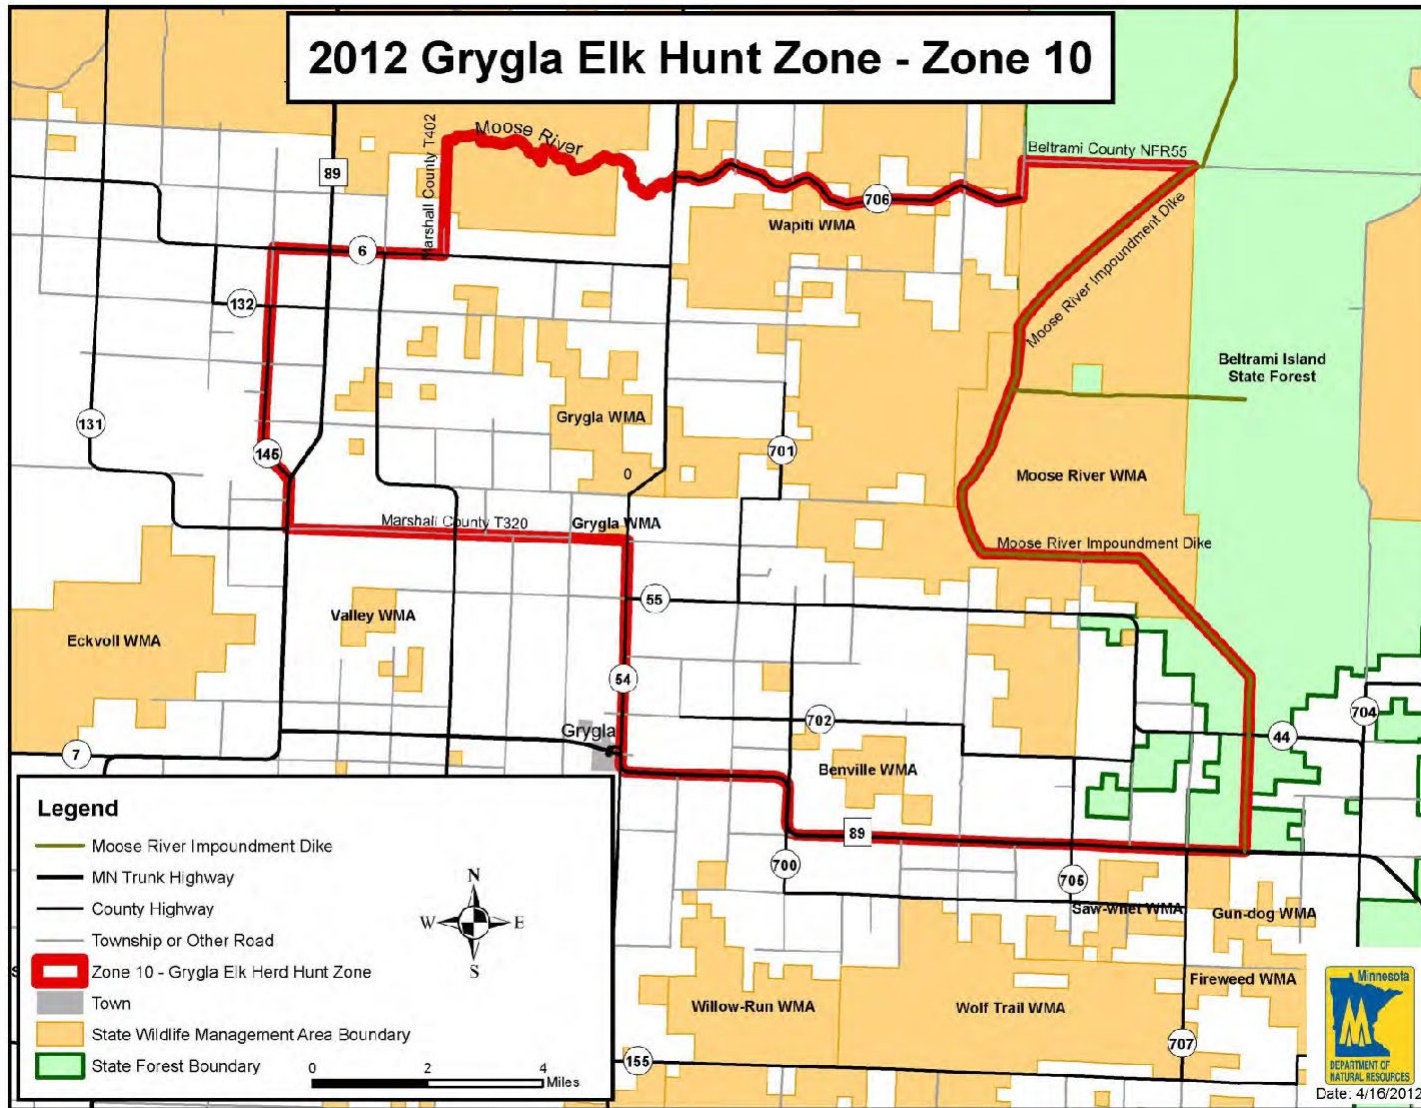 2012 Grygla Elk Hunt Zone - Zone 10
Marshall County T402
Moose River
Beltrami County NFR55
89
706
Wapiti WMA
6
Moose River Impoundment Dike
132
Beltrami Island
State Forest
131
Grygla WMA
145
701
0
Moose River WMA
Marshall County T320
Grygla WMA
Moose River Impoundment Dike
55
Valley WMA
Eckvoll WMA
54
702
704
Grygla
44
7
Benville WMA
89
700
705
Saw-whet WMA
Gun-dog WMA
Fireweed WMA
Willow-Run WMA
Wolf Trail WMA
707
155
Legend
Moose River Impoundment Dike
MN Trunk Highway
County Highway
Township or Other Road
Zone 10 - Grygla Elk Herd Hunt Zone
Town
State Wildlife Management Area Boundary
State Forest Boundary
N
W
E
S
0 2 4
Miles
Minnesota
DEPARTMENT OF
NATURAL RESOURCES
Date: 4/16/2012